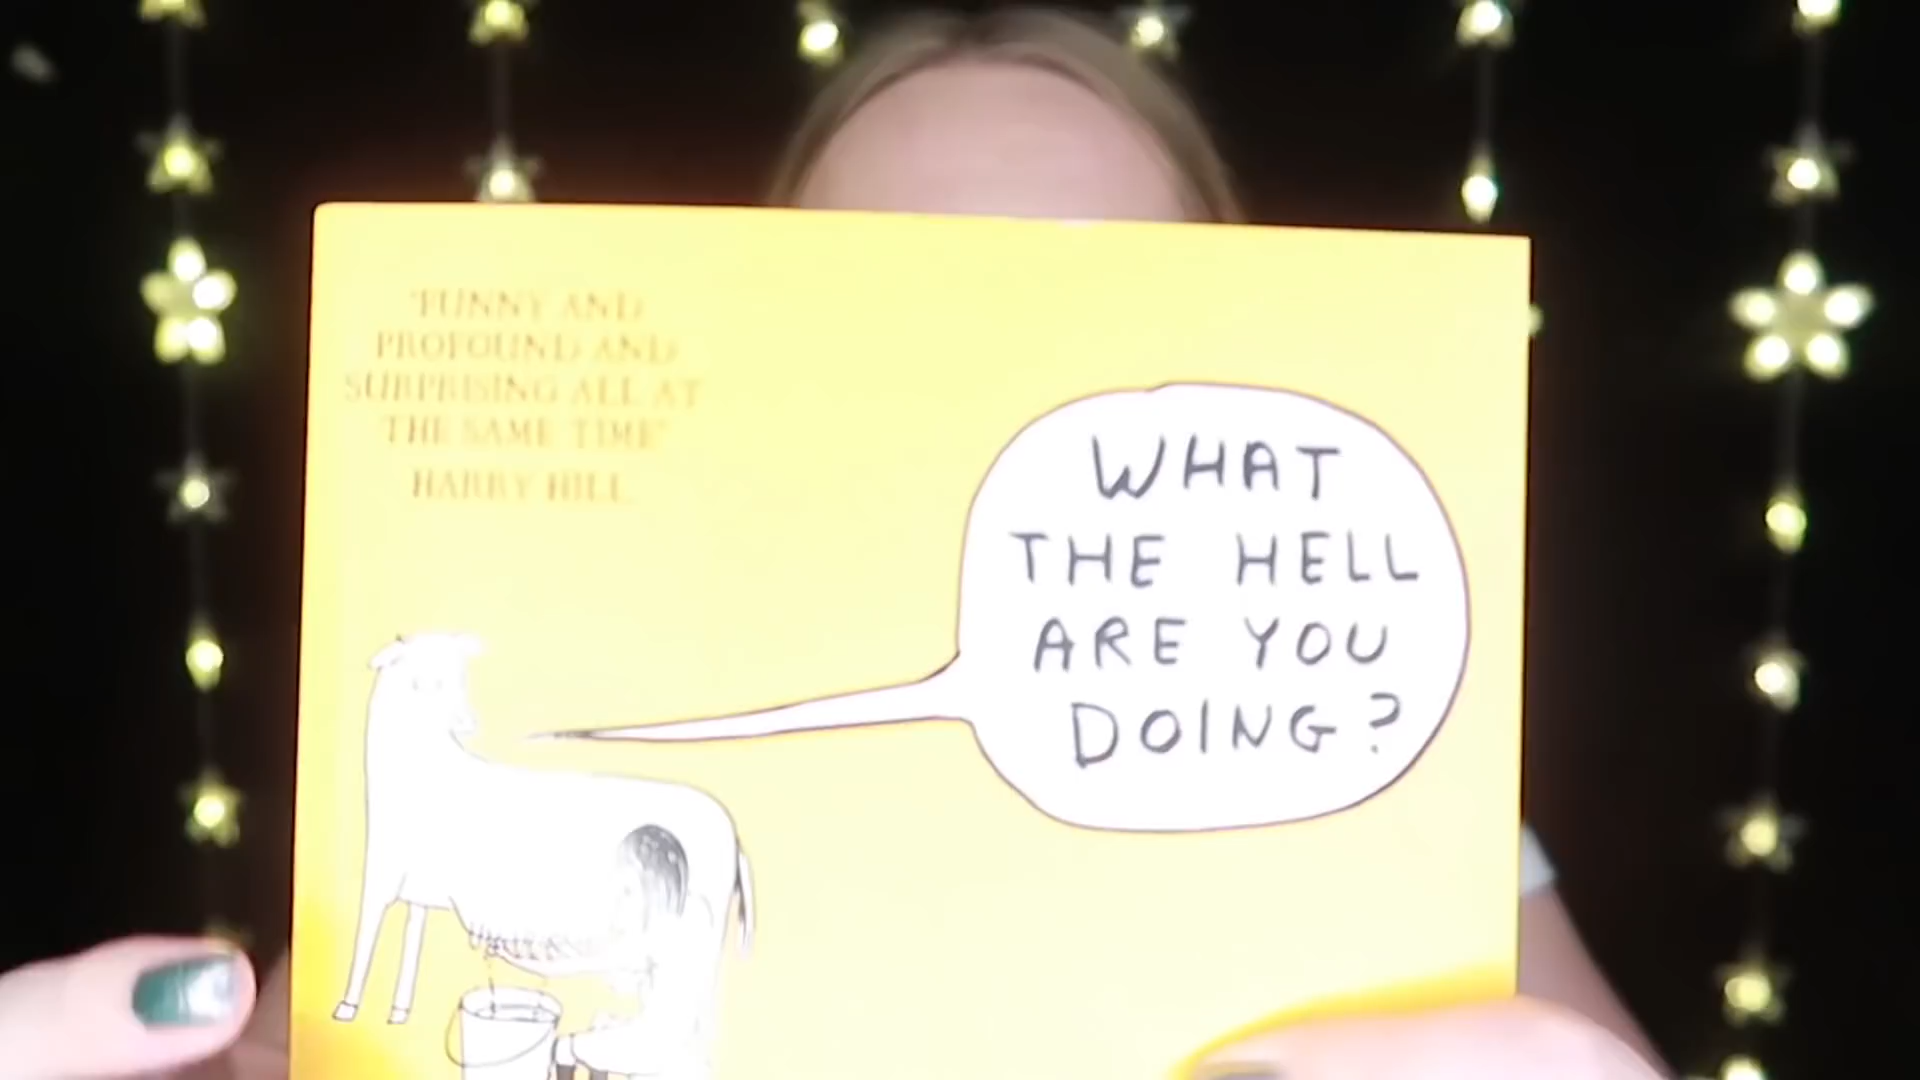 'FUNNY AND
PROFOUND AND
SURPRISING ALL AT
THE SAME TIME'
HARRY HILL
WHAT
THE HELL
ARE YOU
DOING?